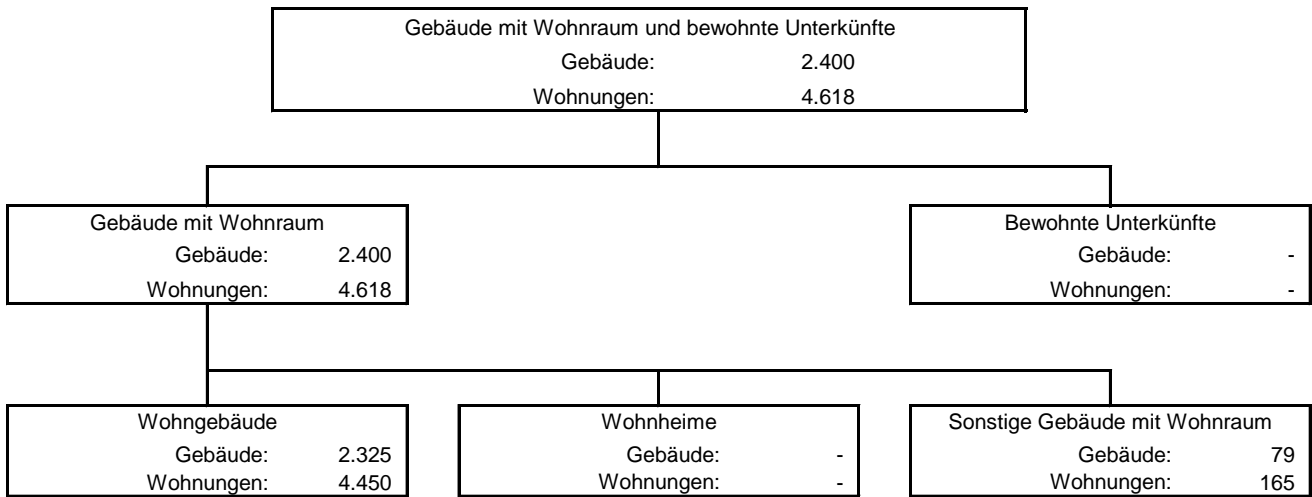 Gebäude mit Wohnraum und bewohnte Unterkünfte
Gebäude: 2.400
Wohnungen: 4.618
Gebäude mit Wohnraum
Gebäude: 2.400
Wohnungen: 4.618
Bewohnte Unterkünfte
Gebäude: -
Wohnungen: -
Wohngebäude
Gebäude: 2.325
Wohnungen: 4.450
Wohnheime
Gebäude: -
Wohnungen: -
Sonstige Gebäude mit Wohnraum
Gebäude: 79
Wohnungen: 165